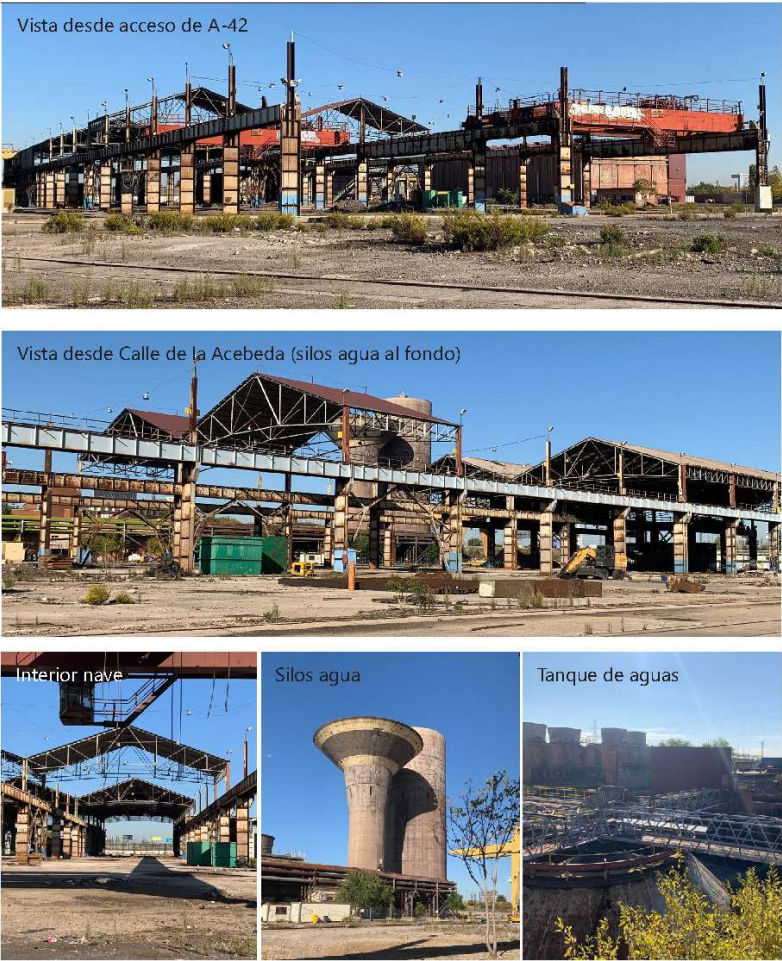 Vista desde acceso de A-42
Vista desde Calle de la Acebeda (silos agua al fondo)
Interior nave
Silos agua
Tanque de aguas